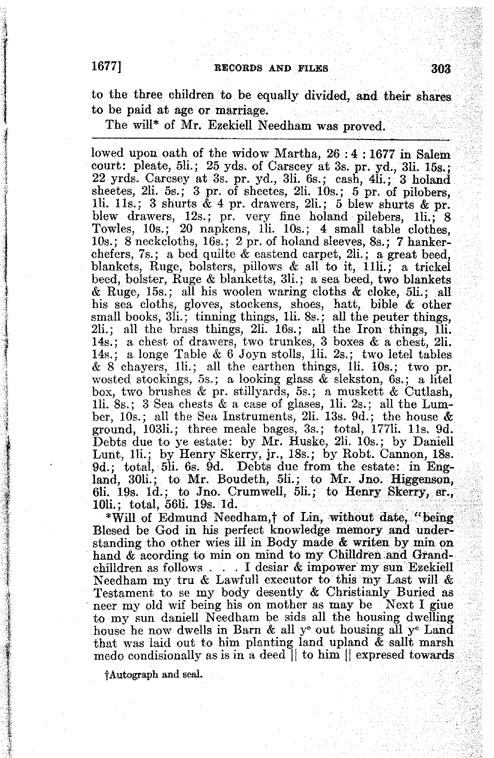 1677] RECORDS AND FILES 303
to the three children to be equally divided, and their shares
to be paid at age or marriage.
The will* of Mr. Ezekiell Needham was proved.
lowed upon oath of the widow Martha, 26 : 4 : 1677 in Salem
court: pleate, 5li.; 25 yds. of Carscey at 3s. pr. yd., 3li. 15s.;
22 yrds. Carcsey at 3s. pr. yd., 3li. 6s.; cash, 4li.; 3 holand
sheetes, 2li. 5s.; 3 pr. of sheetes, 2li. 10s.; 5 pr. of pilobers,
1li. 11s.; 3 shurts & 4 pr. drawers, 2li.; 5 blew shurts & pr.
blew drawers, 12s.; pr. very fine holand pilebers, 1li.; 8
Towles, 10s.; 20 napkens, 1li. 10s.; 4 small table clothes,
10s.; 8 neckcloths, 16s.; 2 pr. of holand sleeves, 8s.; 7 hanker-
chefers, 7s.; a bed quilte & eastend carpet, 2li.; a great beed,
blankets, Ruge, bolsters, pillows & all to it, 11li.; a trickel
beed, bolster, Ruge & blanketts, 3li.; a sea beed, two blankets
& Ruge, 15s.; all his woolen waring cloths & cloke, 5li.; all
his sea cloths, gloves, stockens, shoes, hatt, bible & other
small books, 3li.; tinning things, 1li. 8s.; all the peuter things,
2li.; all the brass things, 2li. 16s.; all the Iron things, 1li.
14s.; a chest of drawers, two trunkes, 3 boxes & a chest, 2li.
14s.; a longe Table & 6 Joyn stolls, 1li. 2s.; two letel tables
& 8 chayers, 1li.; all the earthen things, 1li. 10s.; two pr.
wosted stockings, 5s.; a looking glass & slekston, 6s.; a litel
box, two brushes & pr. stillyards, 5s.; a muskett & Cutlash,
1li. 8s.; 3 Sea chests & a case of glases, 1li. 2s.; all the Lum-
ber, 10s.; all the Sea Instruments, 2li. 13s. 9d.; the house &
ground, 103li.; three meale bages, 3s.; total, 177li. 11s. 9d.
Debts due to ye estate: by Mr. Huske, 2li. 10s.; by Daniell
Lunt, 1li.; by Henry Skerry, jr., 18s.; by Robt. Cannon, 18s.
9d.; total, 5li. 6s. 9d. Debts due from the estate: in Eng-
land, 30li.; to Mr. Boudeth, 5li.; to Mr. Jno. Higgenson,
6li. 19s. 1d.; to Jno. Crumwell, 5li.; to Henry Skerry, sr.,
10li.; total, 56li. 19s. 1d.
*Will of Edmund Needham,† of Lin, without date, "being
Blesed be God in his perfect knowledge memory and under-
standing tho other wies ill in Body made & writen by min on
hand & acording to min on mind to my Chilldren and Grand-
chilldren as follows . . . I desiar & impower my sun Ezekiell
Needham my tru & Lawfull executor to this my Last will &
Testament to se my body desently & Christianly Buried as
neer my old wif being his on mother as may be Next I giue
to my sun daniell Needham be sids all the housing dwelling
house he now dwells in Barn & all yᵉ out housing all yᵉ Land
that was laid out to him planting land upland & sallt marsh
medo condisionally as is in a deed || to him || expresed towards
†Autograph and seal.